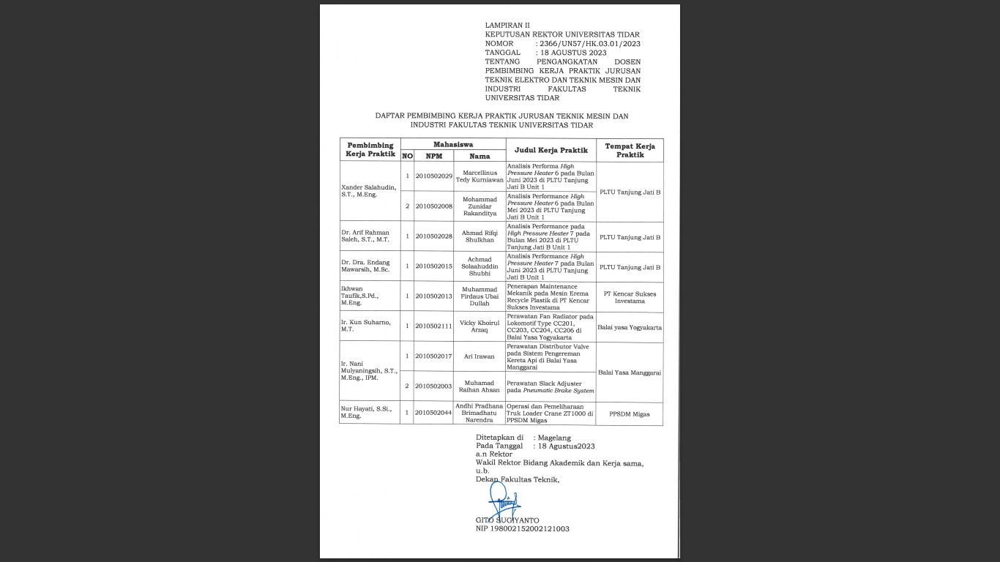 LAMPIRAN II
KEPUTUSAN REKTOR UNIVERSITAS TIDAR
NOMOR : 2366/UN57/HK.03.01/2023
TANGGAL : 18 AGUSTUS 2023
TENTANG PENGANGKATAN DOSEN
PEMBIMBING KERJA PRAKTIK JURUSAN
TEKNIK ELEKTRO DAN TEKNIK MESIN DAN
INDUSTRI FAKULTAS TEKNIK
UNIVERSITAS TIDAR
DAFTAR PEMBIMBING KERJA PRAKTIK JURUSAN TEKNIK MESIN DAN
INDUSTRI FAKULTAS TEKNIK UNIVERSITAS TIDAR
Pembimbing
Kerja Praktik
Mahasiswa
NO NPM Nama
Judul Kerja Praktik
Tempat Kerja
Praktik
Xander Salahudin,
S.T., M.Eng.
1 2010502029
Marcellinus
Tedy Kurniawan
Analisis Performa High
Pressure Heater 6 pada Bulan
Juni 2023 di PLTU Tanjung
Jati B Unit 1
PLTU Tanjung Jati B
2 2010502008
Mohammad
Zunidar
Rakanditya
Analisis Performance High
Pressure Heater 6 pada Bulan
Mei 2023 di PLTU Tanjung
Jati B Unit 1
Dr. Arif Rahman
Saleh, S.T., M.T.
1 2010502028
Ahmad Rifqi
Shulkhan
Analisis Performance pada
High Pressure Heater 7 pada
Bulan Mei 2023 di PLTU
Tanjung Jati B Unit 1
PLTU Tanjung Jati B
Dr. Dra. Endang
Mawarsih, M.Sc.
1 2010502015
Achmad
Solaahuddin
Shubhi
Analisis Performance High
Pressure Heater 7 pada Bulan
Juni 2023 di PLTU Tanjung
Jati B Unit 1
PLTU Tanjung Jati B
Ikhwan
Taufik,S.Pd.,
M.Eng.
1 2010502013
Muhammad
Firdaus Ubai
Dullah
Penerapan Maintenance
Mekanik pada Mesin Erema
Recycle Plastik di PT Kencar
Sukses Investama
PT Kencar Sukses
Investama
Ir. Kun Suharno,
M.T.
1 2010502111
Vicky Khoirul
Arzaq
Perawatan Fan Radiator pada
Lokomotif Type CC201,
CC203, CC204, CC206 di
Balai Yasa Yogyakarta
Balai yasa Yogyakarta
Ir. Nani
Mulyaningsih, S.T.,
M.Eng., IPM.
1 2010502017
Ari Irawan
Perawatan Distributor Valve
pada Sistem Pengereman
Kereta Api di Balai Yasa
Manggarai
Balai Yasa Manggarai
2 2010502003
Muhamad
Raihan Ahsan
Perawatan Slack Adjuster
pada Pneumatic Brake System
Nur Hayati, S.Si.,
M.Eng.
1 2010502044
Andhi Pradhana
Brimadhatu
Narendra
Operasi dan Pemeliharaan
Truk Loader Crane ZT1000 di
PPSDM Migas
PPSDM Migas
Ditetapkan di : Magelang
Pada Tanggal : 18 Agustus2023
a.n Rektor
Wakil Rektor Bidang Akademik dan Kerja sama,
u.b.
Dekan Fakultas Teknik,
GITO SUGIYANTO
NIP 198002152002121003